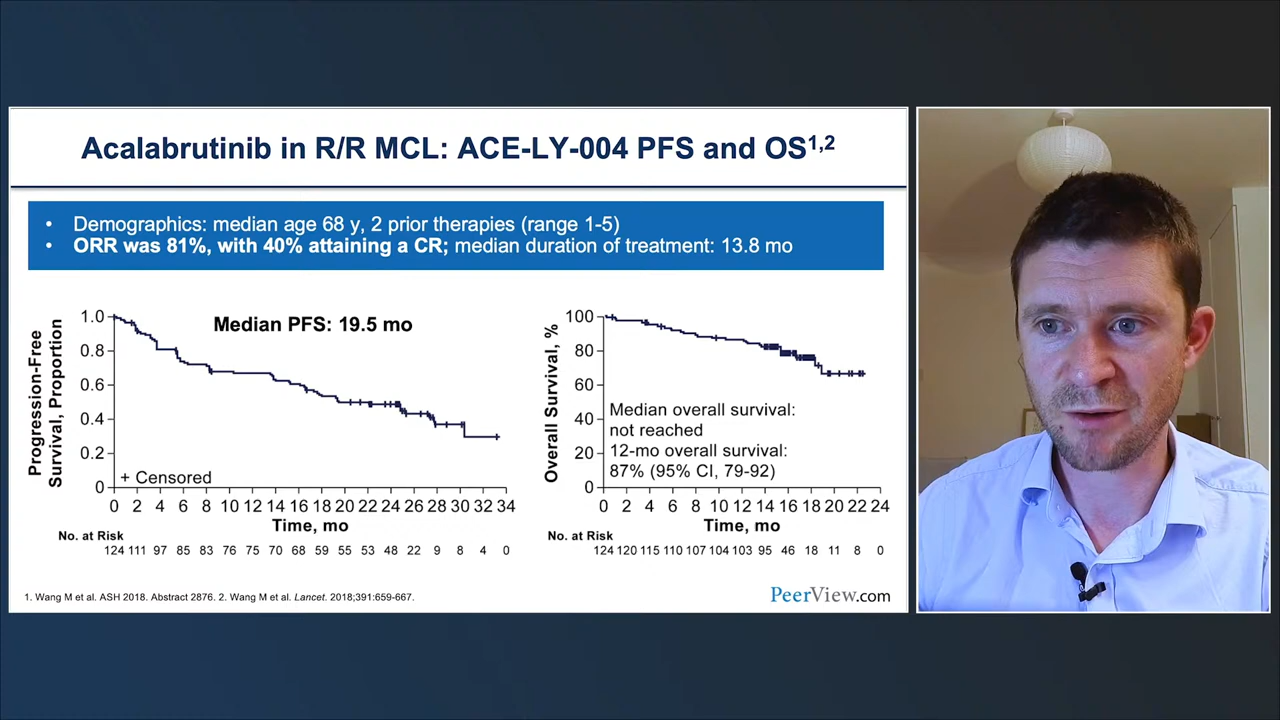 Acalabrutinib in R/R MCL: ACE-LY-004 PFS and OS1,2
• Demographics: median age 68 y, 2 prior therapies (range 1-5)
• ORR was 81%, with 40% attaining a CR; median duration of treatment: 13.8 mo
Progression-Free
Survival, Proportion
1.0
0.8
0.6
0.4
0.2
0
Median PFS: 19.5 mo
+ Censored
0 2 4 6 8 10 12 14 16 18 20 22 24 26 28 30 32 34
Time, mo
No. at Risk
124 111 97 85 83 76 75 70 68 59 55 53 48 22 9 8 4 0
Overall Survival, %
100
80
60
40
20
0
Median overall survival:
not reached
12-mo overall survival:
87% (95% CI, 79-92)
0 2 4 6 8 10 12 14 16 18 20 22 24
Time, mo
No. at Risk
124 120 115 110 107 104 103 95 46 18 11 8 0
1. Wang M et al. ASH 2018. Abstract 2876. 2. Wang M et al. Lancet. 2018;391:659-667.
PeerView.com